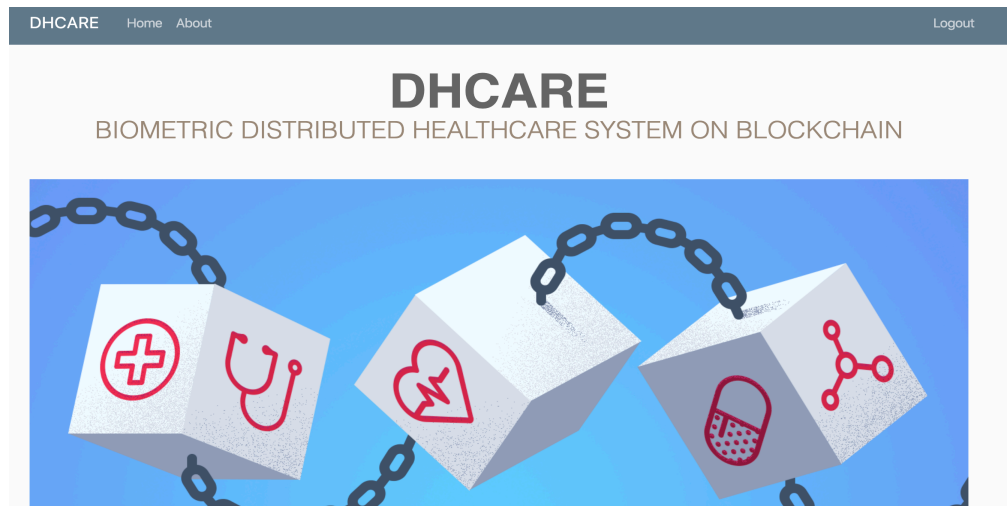 DHCARE Home About Logout
DHCARE
BIOMETRIC DISTRIBUTED HEALTHCARE SYSTEM ON BLOCKCHAIN